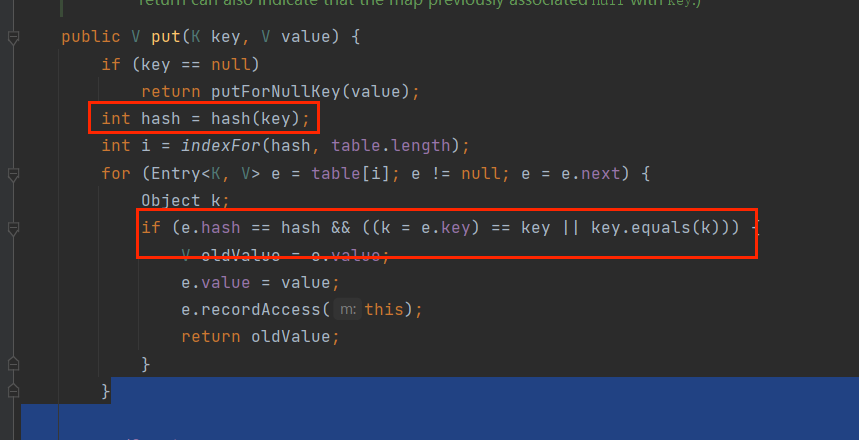 return can also indicate that the map previously associated null with key.)
public V put(K key, V value) {
if (key == null)
return putForNullKey(value);
int hash = hash(key);
int i = indexFor(hash, table.length);
for (Entry<K, V> e = table[i]; e != null; e = e.next) {
Object k;
if (e.hash == hash && ((k = e.key) == key || key.equals(k))) {
V oldValue = e.value;
e.value = value;
e.recordAccess( m: this);
return oldValue;
}
}